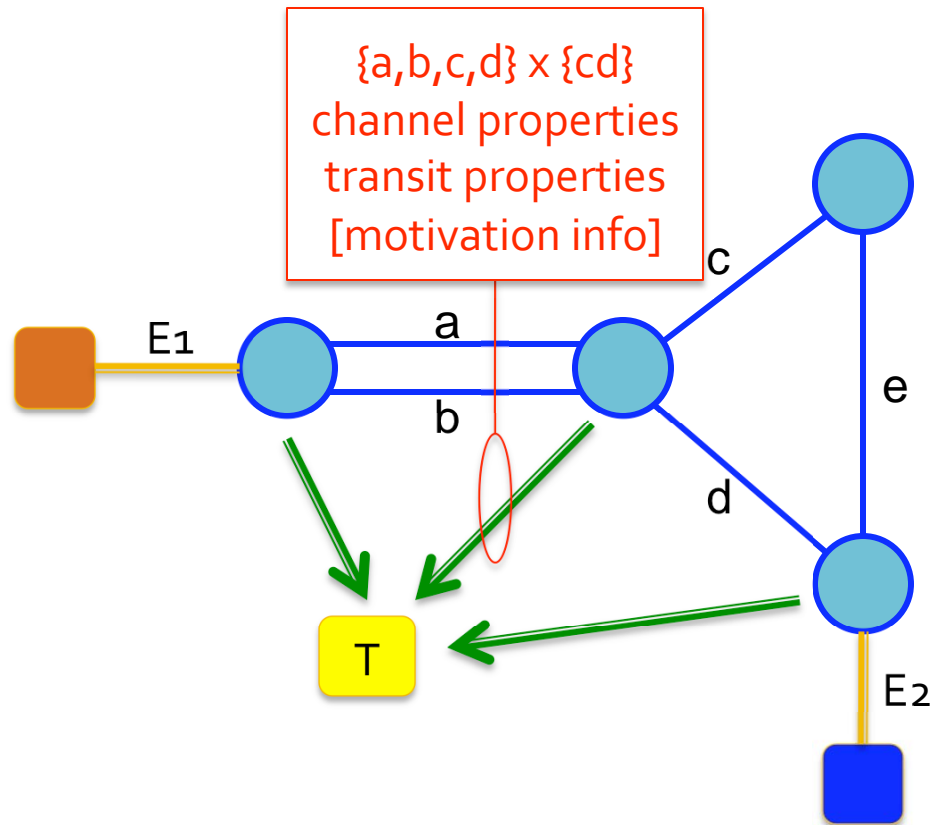 {a,b,c,d} x {cd}
channel properties
transit properties
[motivation info]
c
E1
a
e
b
d
T
E2